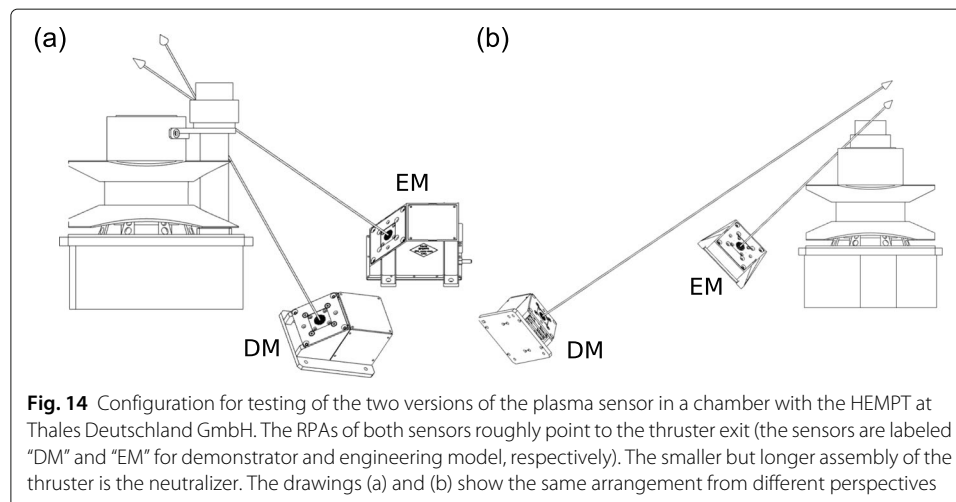 (a)
(b)
EM
DM
EM
DM
Fig. 14 Configuration for testing of the two versions of the plasma sensor in a chamber with the HEMPT at
Thales Deutschland GmbH. The RPAs of both sensors roughly point to the thruster exit (the sensors are labeled
“DM” and “EM” for demonstrator and engineering model, respectively). The smaller but longer assembly of the
thruster is the neutralizer. The drawings (a) and (b) show the same arrangement from different perspectives